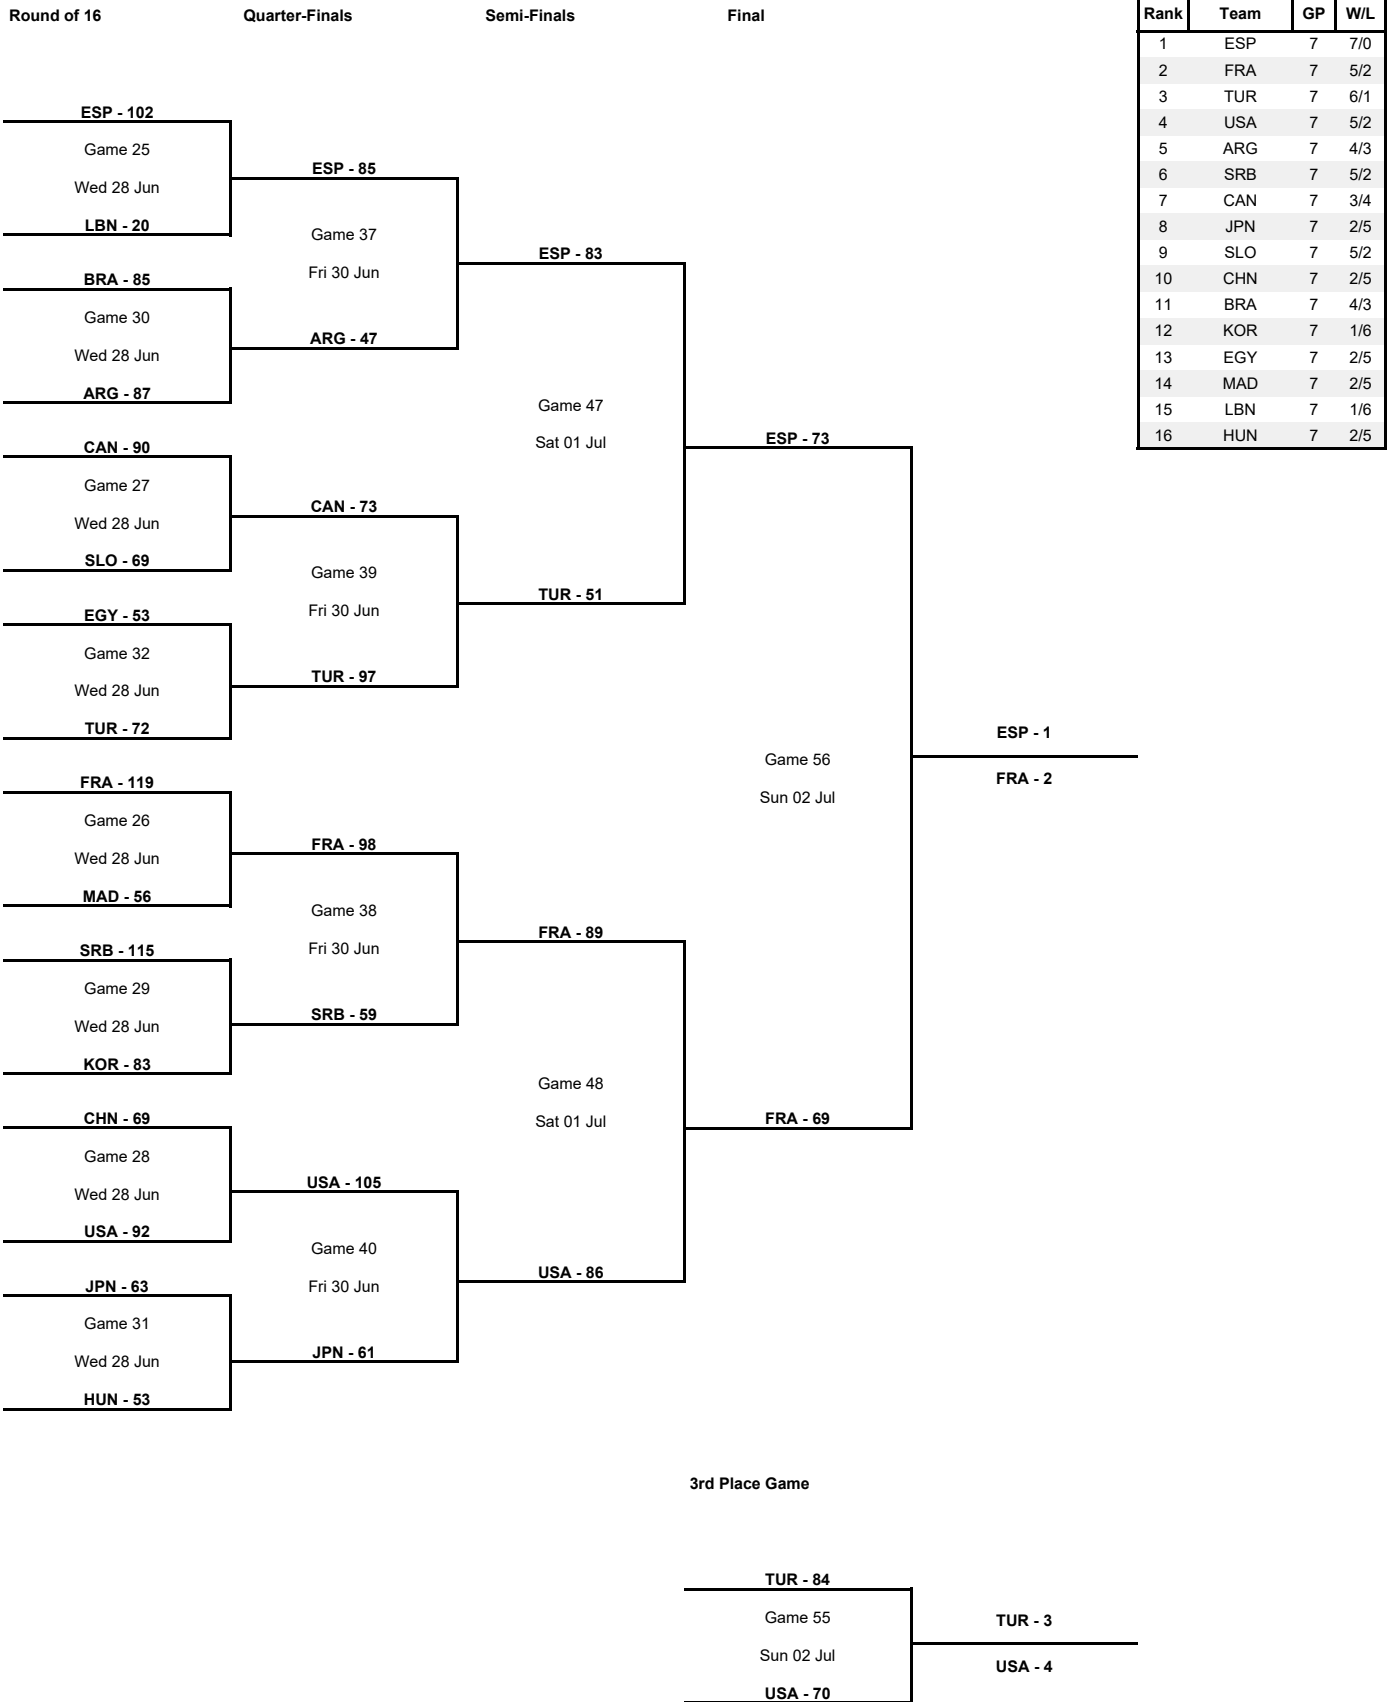 Round of 16 Quarter-Finals Semi-Finals Final
Rank Team GP W/L
1 ESP 7 7/0
2 FRA 7 5/2
3 TUR 7 6/1
4 USA 7 5/2
5 ARG 7 4/3
6 SRB 7 5/2
7 CAN 7 3/4
8 JPN 7 2/5
9 SLO 7 5/2
10 CHN 7 2/5
11 BRA 7 4/3
12 KOR 7 1/6
13 EGY 7 2/5
14 MAD 7 2/5
15 LBN 7 1/6
16 HUN 7 2/5
ESP - 102
Game 25
Wed 28 Jun
LBN - 20
BRA - 85
Game 30
Wed 28 Jun
ARG - 87
CAN - 90
Game 27
Wed 28 Jun
SLO - 69
EGY - 53
Game 32
Wed 28 Jun
TUR - 72
FRA - 119
Game 26
Wed 28 Jun
MAD - 56
SRB - 115
Game 29
Wed 28 Jun
KOR - 83
CHN - 69
Game 28
Wed 28 Jun
USA - 92
JPN - 63
Game 31
Wed 28 Jun
HUN - 53
ESP - 85
Game 37
Fri 30 Jun
ARG - 47
CAN - 73
Game 39
Fri 30 Jun
TUR - 97
FRA - 98
Game 38
Fri 30 Jun
SRB - 59
USA - 105
Game 40
Fri 30 Jun
JPN - 61
ESP - 83
Game 47
Sat 01 Jul
TUR - 51
FRA - 89
Game 48
Sat 01 Jul
USA - 86
ESP - 73
Game 56
Sun 02 Jul
FRA - 69
ESP - 1
FRA - 2
3rd Place Game
TUR - 84
Game 55
Sun 02 Jul
USA - 70
TUR - 3
USA - 4